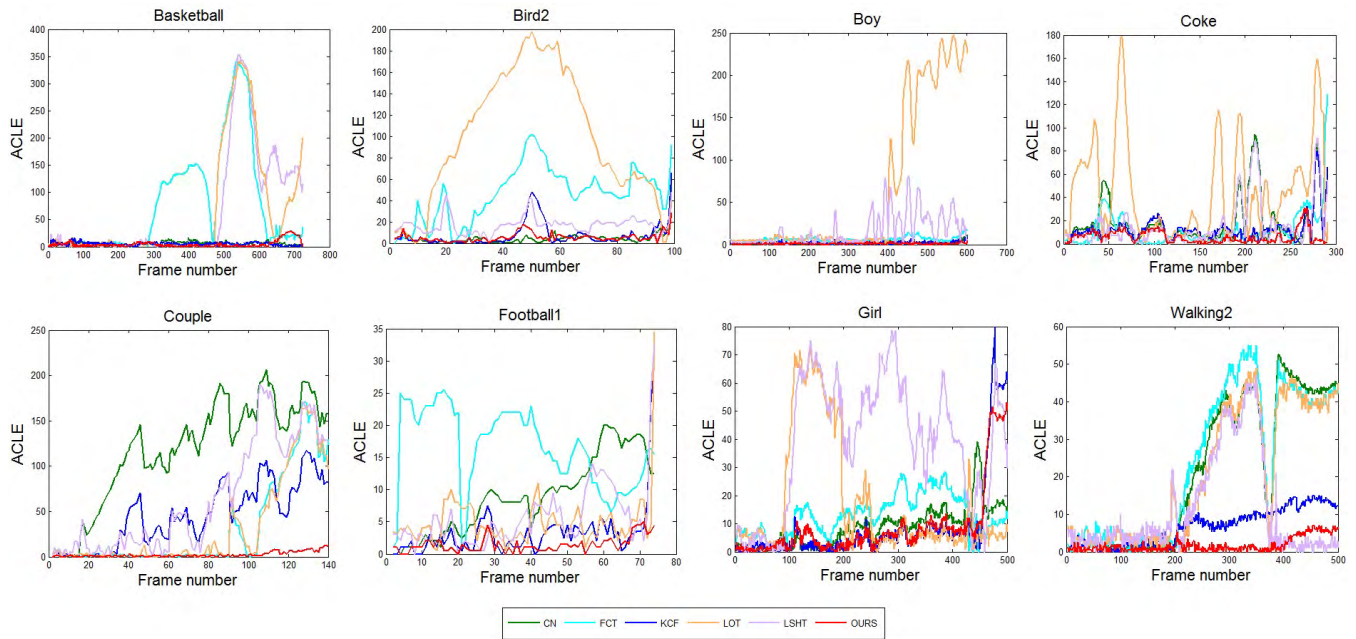 Basketball
Bird2
Boy
Coke
400
350
300
250
200
150
100
50
0
ACLE
0 100 200 300 400 500 600 700 800
Frame number
200
180
160
140
120
100
80
60
40
20
0
ACLE
0 20 40 60 80 100
Frame number
250
200
150
100
50
0
ACLE
0 100 200 300 400 500 600 700
Frame number
180
160
140
120
100
80
60
40
20
0
ACLE
0 50 100 150 200 250 300
Frame number
Couple
Football1
Girl
Walking2
250
200
150
100
50
0
ACLE
0 20 40 60 80 100 120 140
Frame number
35
30
25
20
15
10
5
0
ACLE
0 10 20 30 40 50 60 70 80
Frame number
80
70
60
50
40
30
20
10
0
ACLE
0 100 200 300 400 500
Frame number
60
50
40
30
20
10
0
ACLE
0 100 200 300 400 500
Frame number
CN FCT KCF LOT LSHT OURS